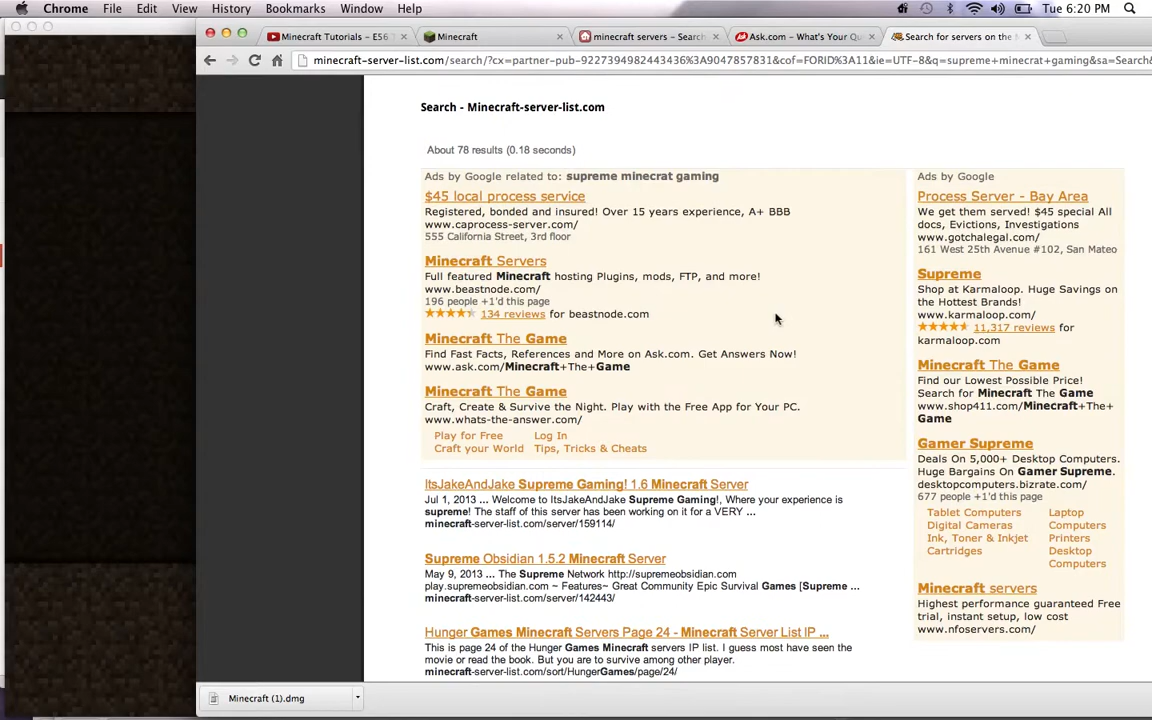 Chrome File Edit View History Bookmarks Window Help Tue 6:20 PM
Minecraft Tutorials - E56 Minecraft minecraft servers - Search Ask.com - What's Your Qu Search for servers on the
minecraft-server-list.com/search/?cx=partner-pub-9227394982443436%3A9047857831&cof=FORID%3A11&ie=UTF-8&q=supreme+minecrat+gaming&sa=Search&
Search - Minecraft-server-list.com
About 78 results (0.18 seconds)
Ads by Google related to: supreme minecrat gaming
$45 local process service
Registered, bonded and insured! Over 15 years experience, A+ BBB
www.caprocess-server.com/
555 California Street, 3rd floor
Minecraft Servers
Full featured Minecraft hosting Plugins, mods, FTP, and more!
www.beastnode.com/
196 people +1'd this page
134 reviews for beastnode.com
Minecraft The Game
Find Fast Facts, References and More on Ask.com. Get Answers Now!
www.ask.com/Minecraft+The+Game
Minecraft The Game
Craft, Create & Survive the Night. Play with the Free App for Your PC.
www.whats-the-answer.com/
Play for Free Log In
Craft your World Tips, Tricks & Cheats
ItsJakeAndJake Supreme Gaming! 1.6 Minecraft Server
Jul 1, 2013 ... Welcome to ItsJakeAndJake Supreme Gaming!, Where your experience is
supreme! The staff of this server has been working on it for a VERY ...
minecraft-server-list.com/server/159114/
Supreme Obsidian 1.5.2 Minecraft Server
May 9, 2013 ... The Supreme Network http://supremeobsidian.com
play.supremeobsidian.com ~ Features~ Great Community Epic Survival Games [Supreme ...
minecraft-server-list.com/server/142443/
Hunger Games Minecraft Servers Page 24 - Minecraft Server List IP ...
This is page 24 of the Hunger Games Minecraft servers IP list. I guess most have seen the
movie or read the book. But you are to survive among other player.
minecraft-server-list.com/sort/HungerGames/page/24/
Ads by Google
Process Server - Bay Area
We get them served! $45 special All
docs, Evictions, Investigations
www.gotchalegal.com/
161 West 25th Avenue #102, San Mateo
Supreme
Shop at Karmaloop. Huge Savings on
the Hottest Brands!
www.karmaloop.com/
11,317 reviews for
karmaloop.com
Minecraft The Game
Find our Lowest Possible Price!
Search for Minecraft The Game
www.shop411.com/Minecraft+The+
Game
Gamer Supreme
Deals On 5,000+ Desktop Computers.
Huge Bargains On Gamer Supreme.
desktopcomputers.bizrate.com/
677 people +1'd this page
Tablet Computers Laptop
Digital Cameras Computers
Ink, Toner & Inkjet Printers
Cartridges Desktop
Computers
Minecraft servers
Highest performance guaranteed Free
trial, instant setup, low cost
www.nfoservers.com/
Minecraft (1).dmg